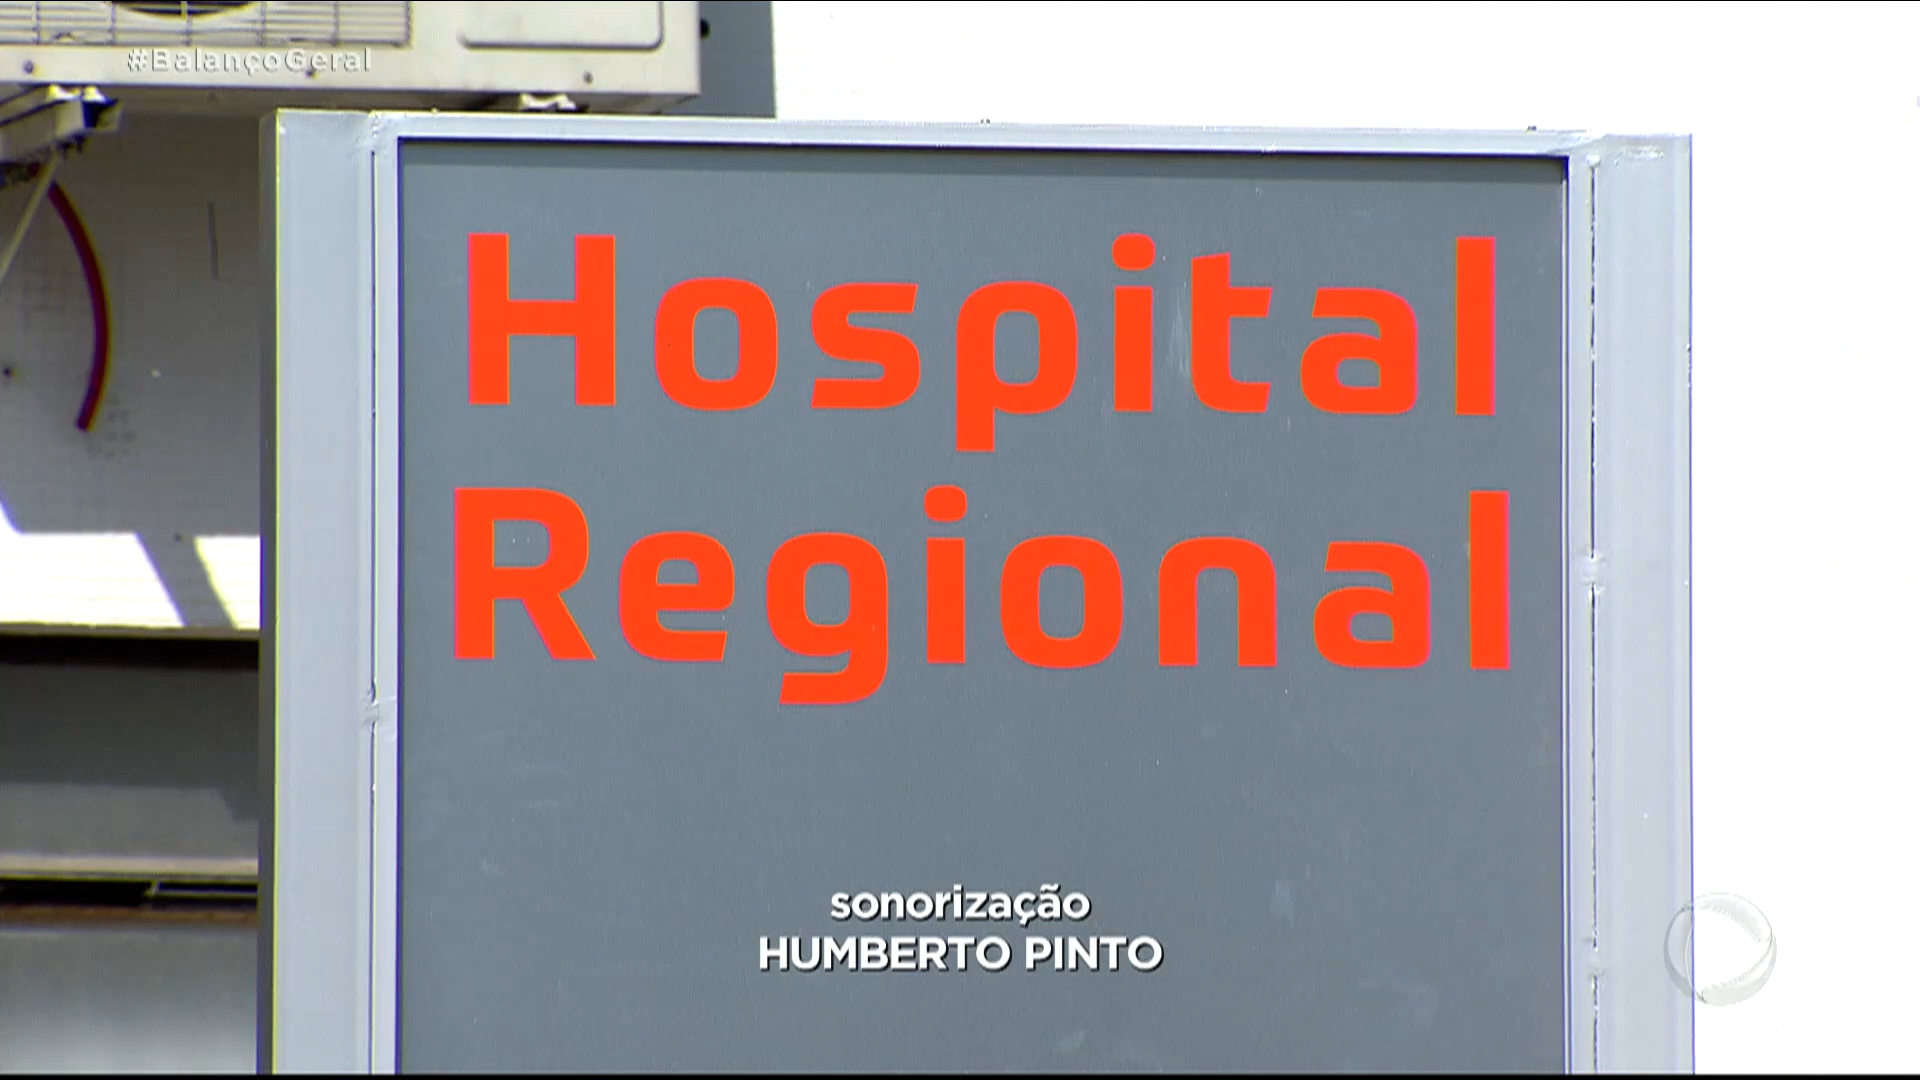 #BalançoGeral
Hospital
Regional
sonorização
HUMBERTO PINTO